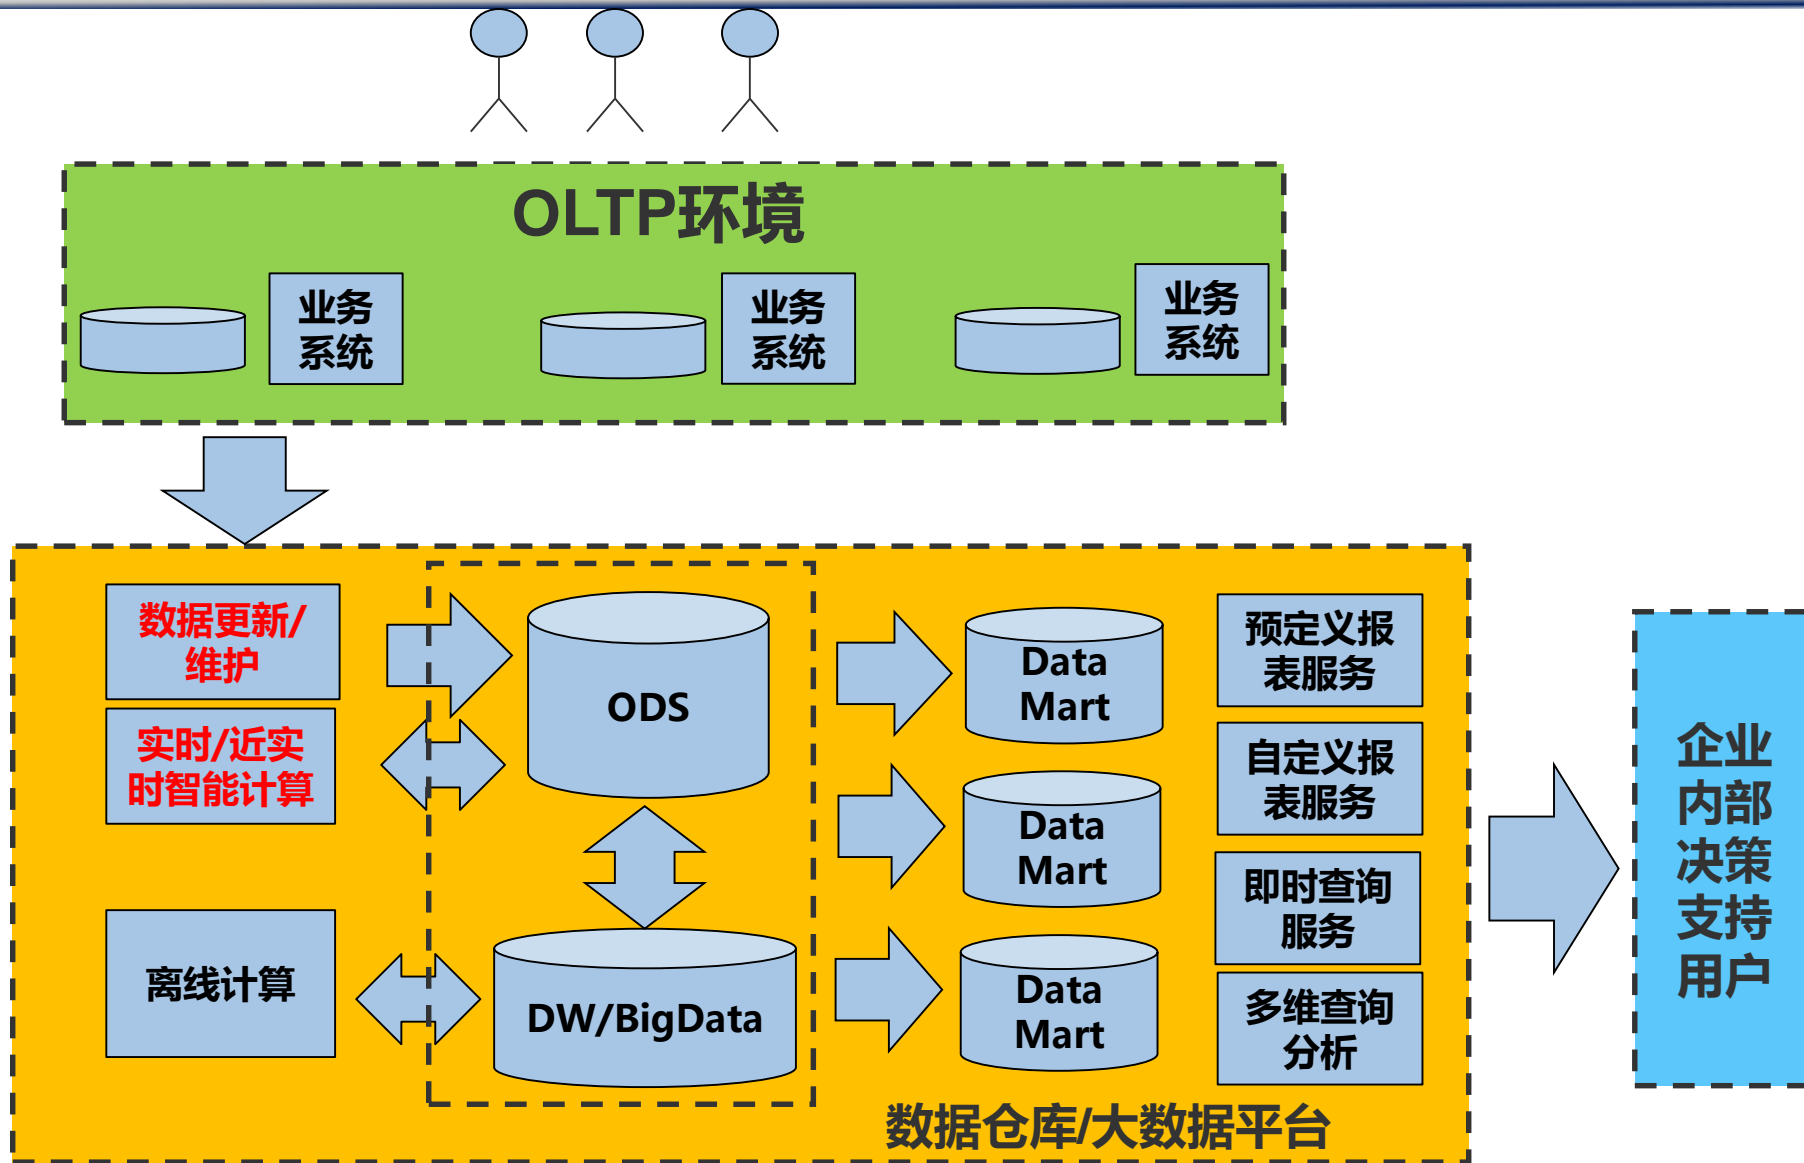 OLTP环境
业务
系统
业务
系统
业务
系统
数据更新/
维护
实时/近实
时智能计算
离线计算
ODS
DW/BigData
Data
Mart
Data
Mart
Data
Mart
预定义报
表服务
自定义报
表服务
即时查询
服务
多维查询
分析
数据仓库/大数据平台
企业
内部
决策
支持
用户